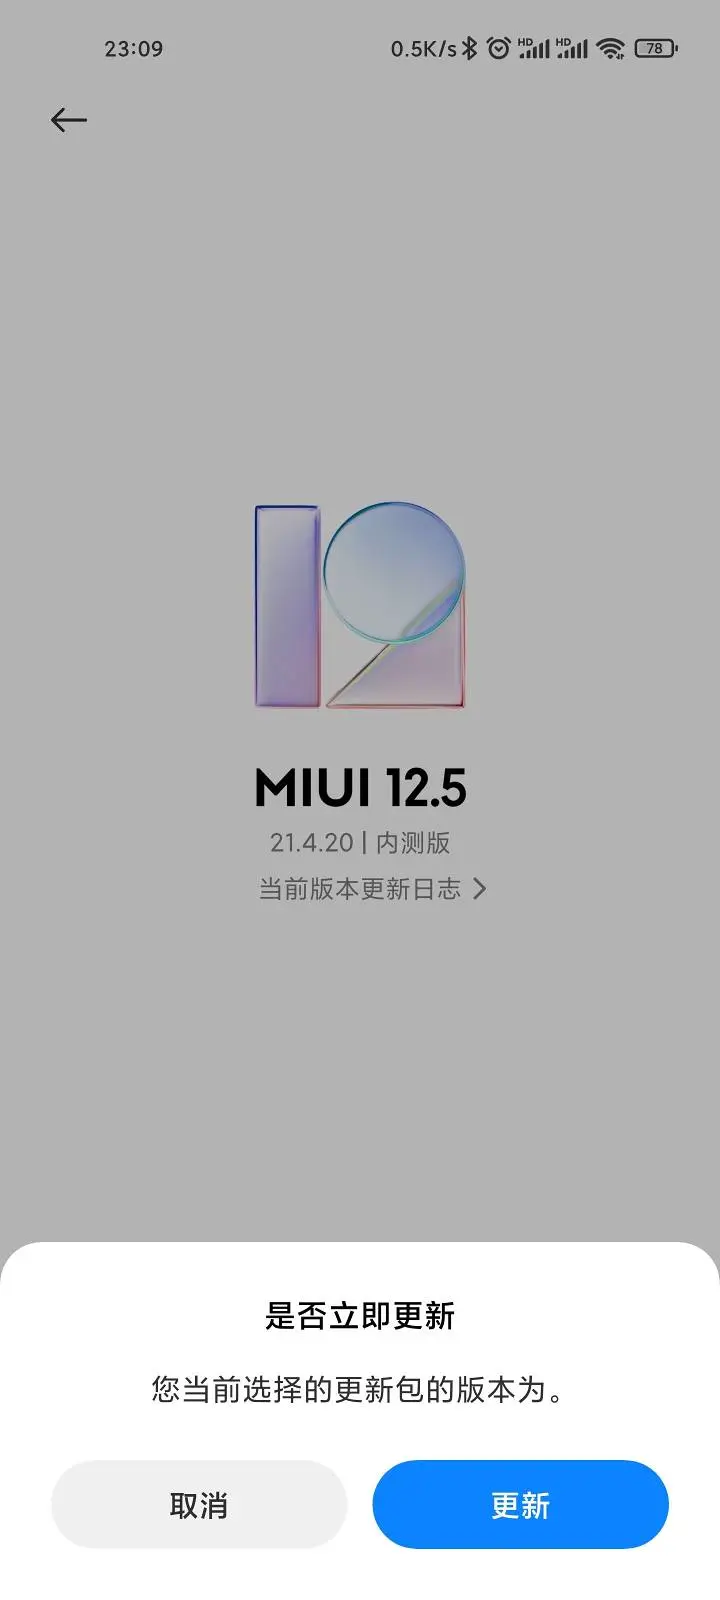 23:09 0.5K/s HD HD 78
MIUI 12.5
21.4.20 | 内测版
当前版本更新日志
是否立即更新
您当前选择的更新包的版本为。
取消 更新